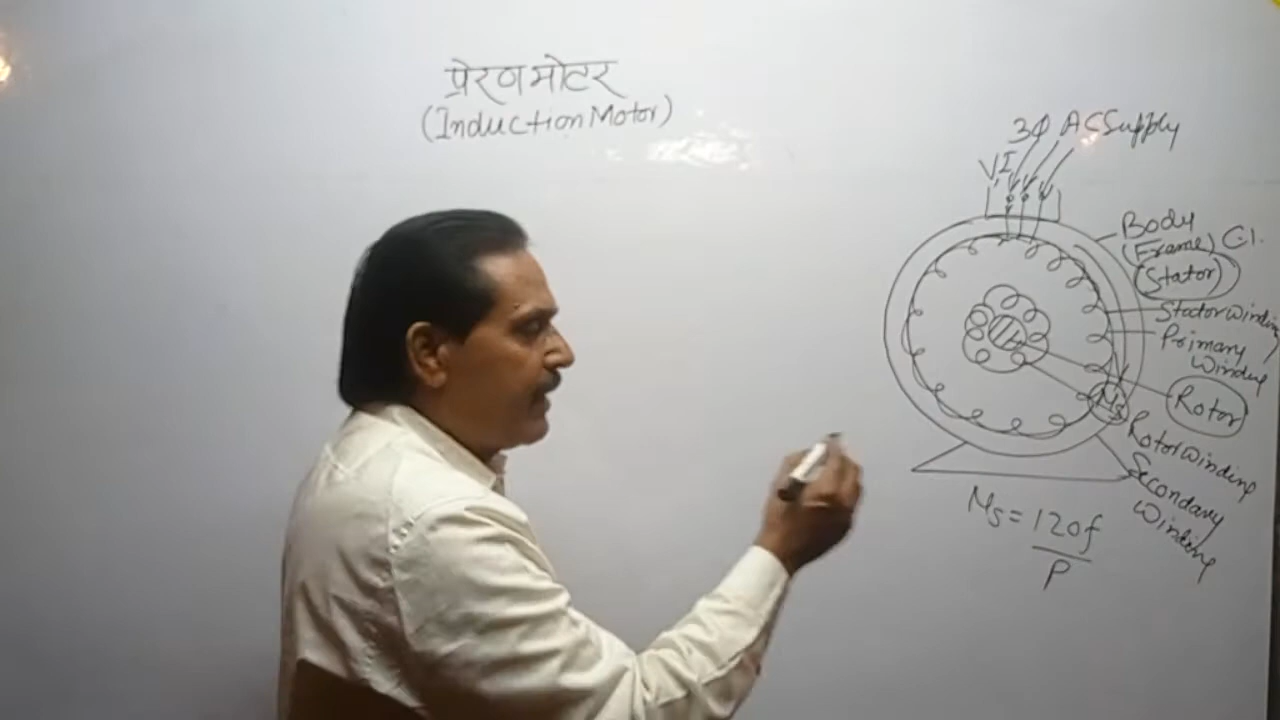 प्रेरण मोटर
(Induction Motor)
3Φ AC Supply
V, I
Body
(Frame) C.I.
(Stator)
Stator winding
Primary
Winding
Rotor
Ns
Rotor winding
Secondary
Winding
Ns = 120f
P